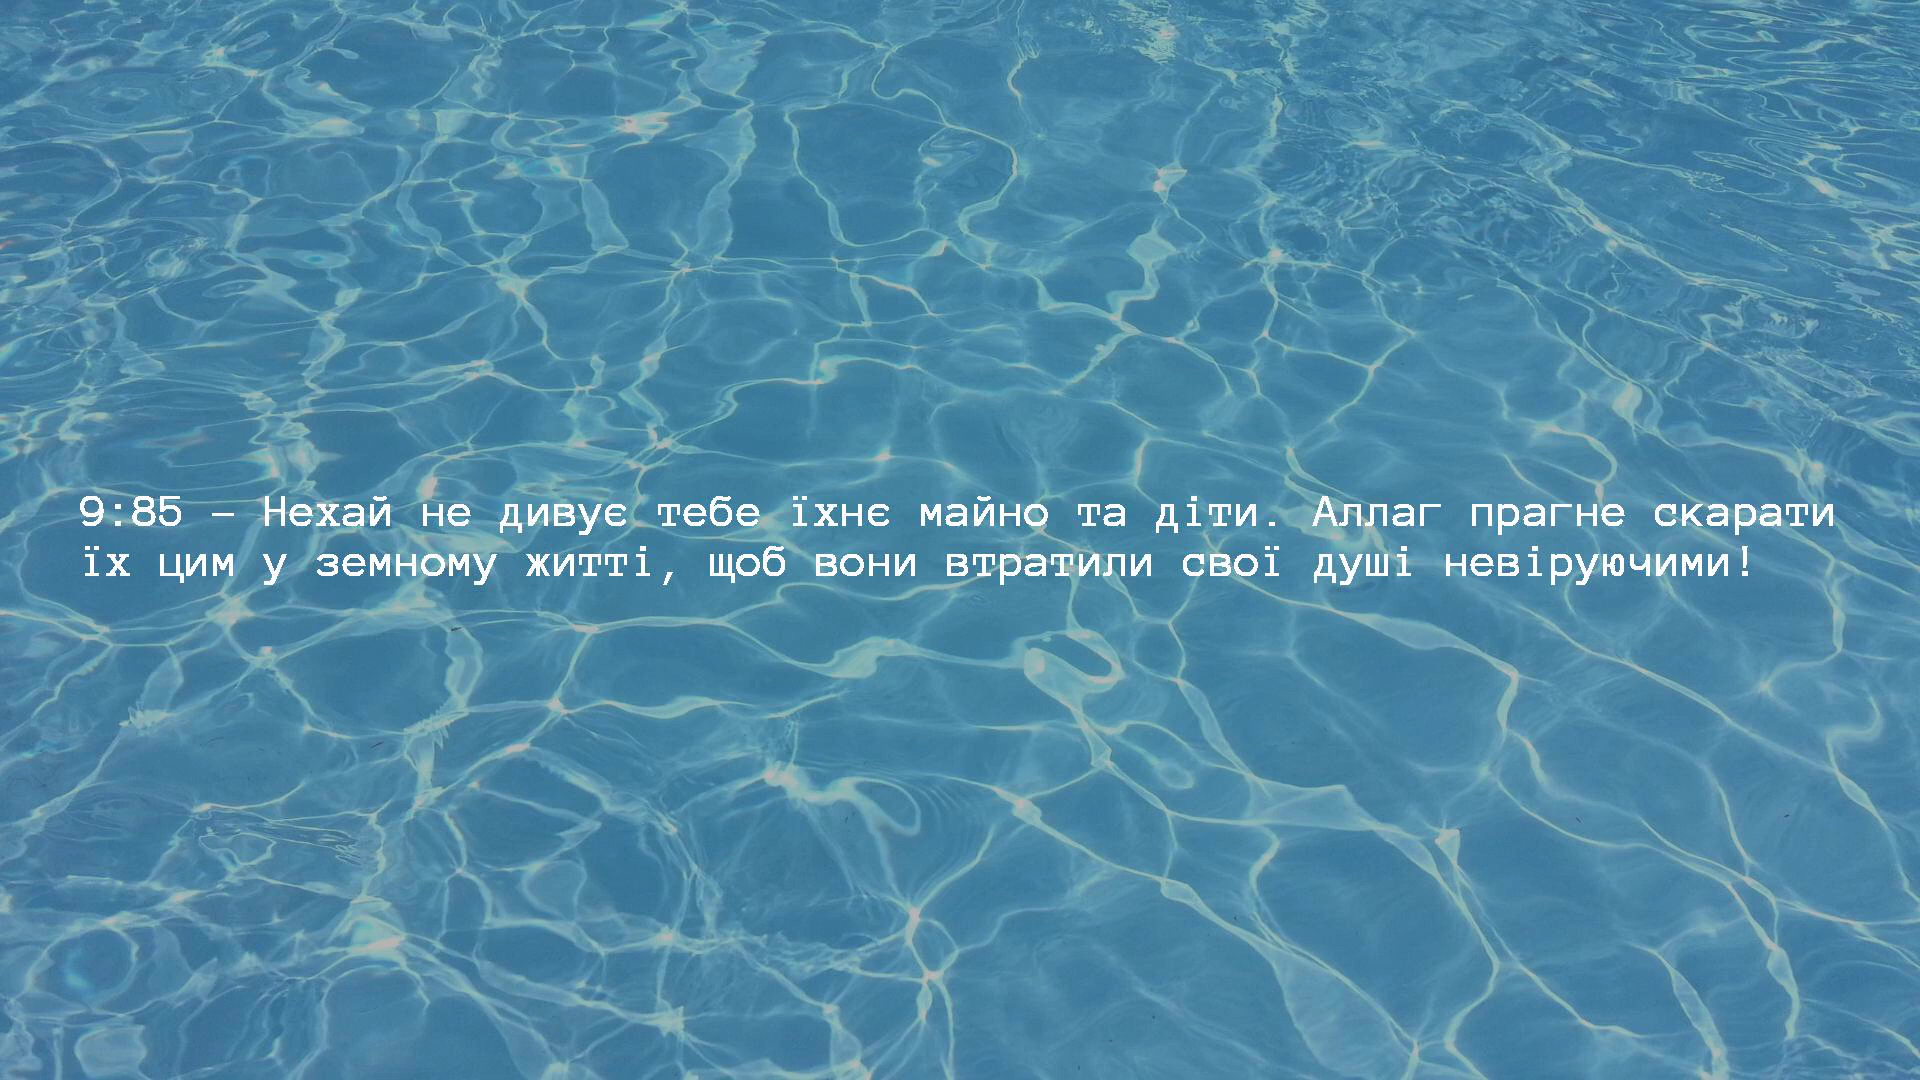 9:85 – Нехай не дивує тебе їхнє майно та діти. Аллаг прагне скарати
їх цим у земному житті, щоб вони втратили свої душі невіруючими!